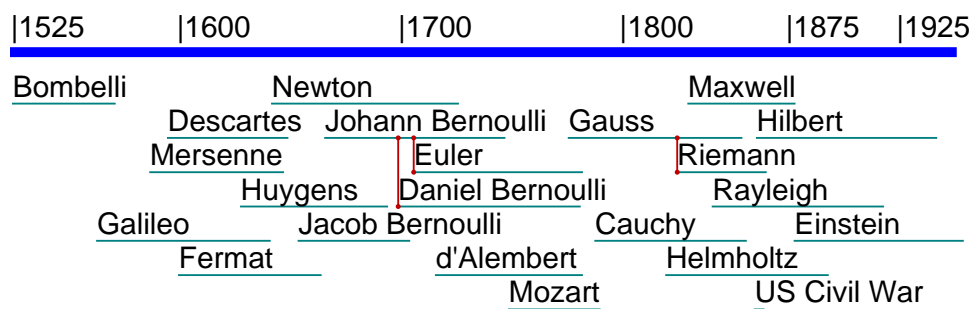 |1525 |1600 |1700 |1800 |1875 |1925
Bombelli Newton Maxwell
Descartes Johann Bernoulli Gauss Hilbert
Mersenne Euler Riemann
Huygens Daniel Bernoulli Rayleigh
Galileo Jacob Bernoulli Cauchy Einstein
Fermat d'Alembert Helmholtz
Mozart US Civil War